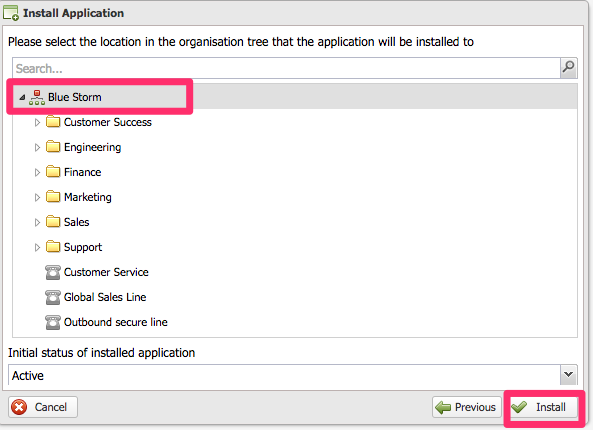 Install Application
Please select the location in the organisation tree that the application will be installed to
Search...
Blue Storm
Customer Success
Engineering
Finance
Marketing
Sales
Support
Customer Service
Global Sales Line
Outbound secure line
Initial status of installed application
Active
Cancel
Previous
Install